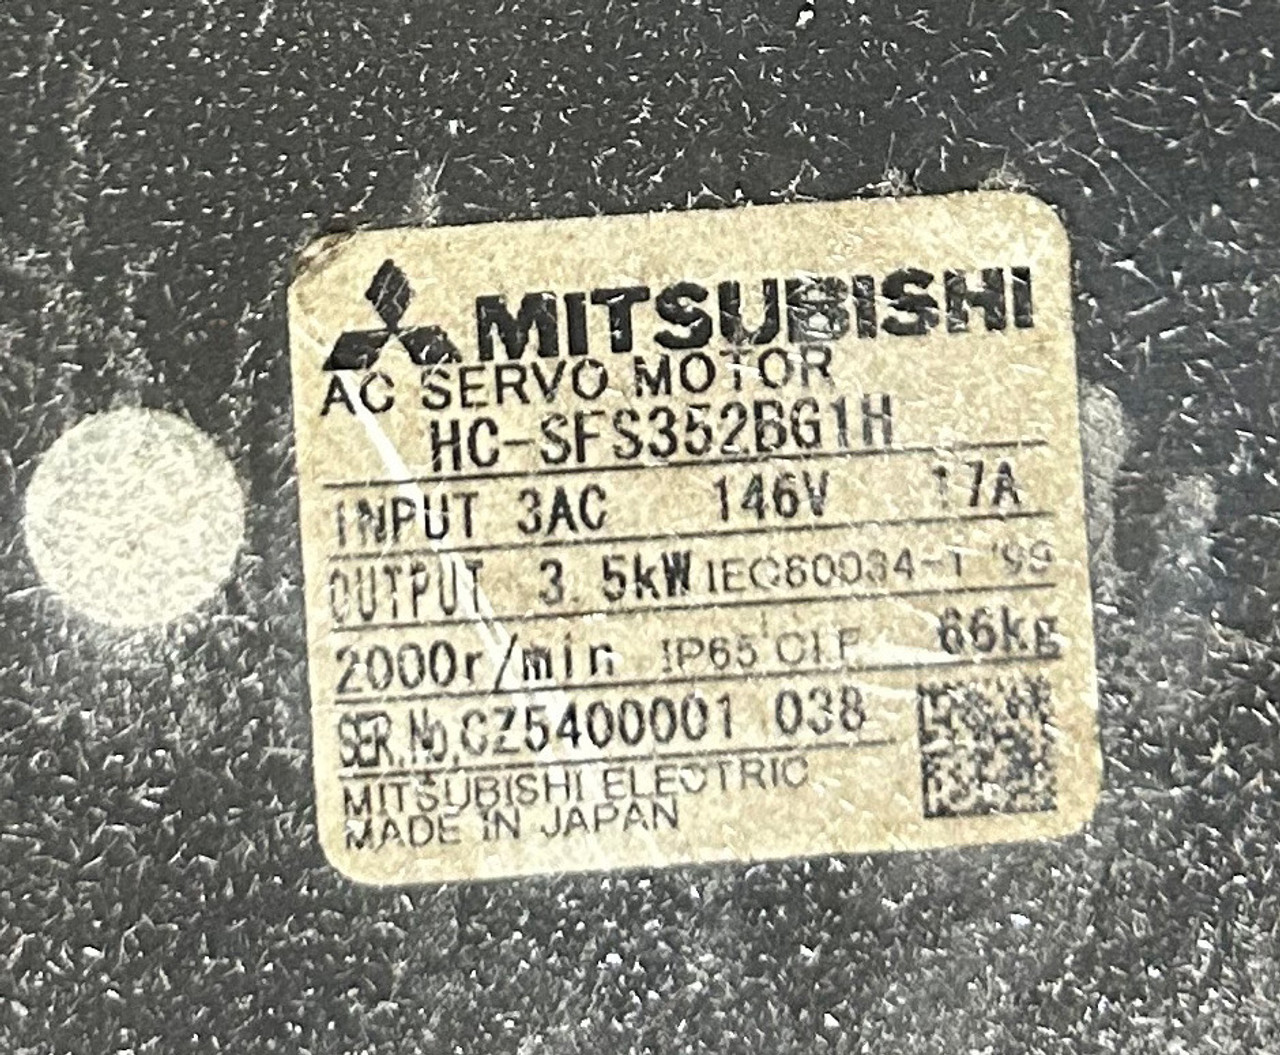 MITSUBISHI
AC SERVO MOTOR
HC-SFS352BG1H
INPUT 3AC 146V 17A
OUTPUT 3.5kW IEC60034-1 '99
2000r/min IP65 Cl.F 66kg
SER.No.CZ5400001 038
MITSUBISHI ELECTRIC
MADE IN JAPAN